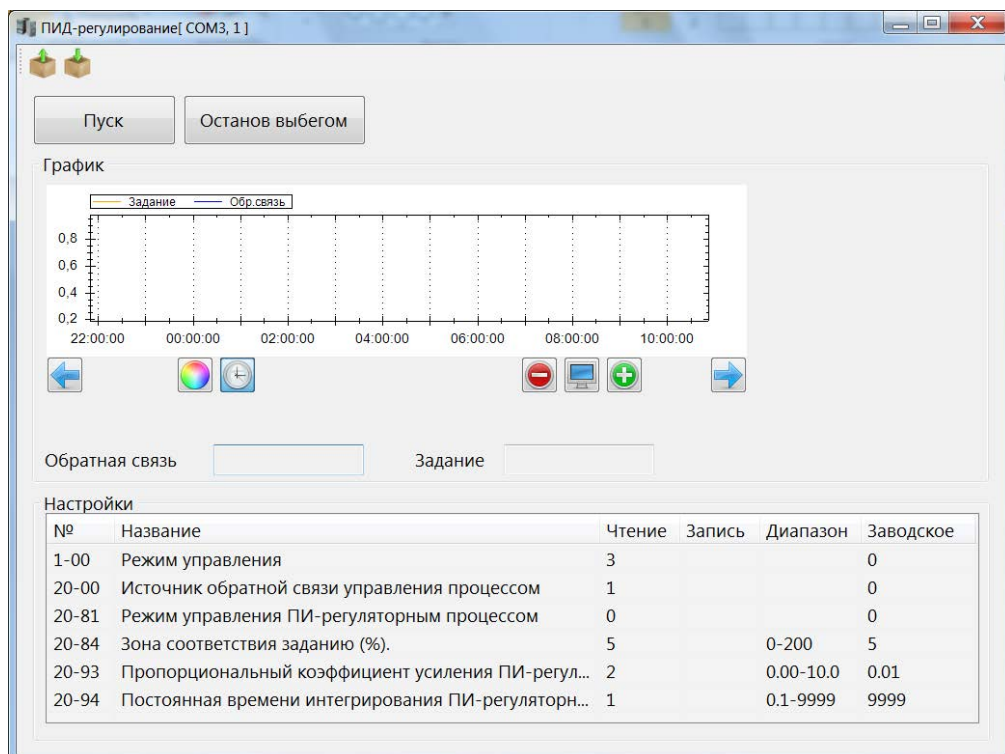 ПИД-регулирование[ COM3, 1 ]
Пуск Останов выбегом
График
Задание Обр.связь
0,8
0,6
0,4
0,2
22:00:00 00:00:00 02:00:00 04:00:00 06:00:00 08:00:00 10:00:00
Обратная связь Задание
Настройки
№ Название Чтение Запись Диапазон Заводское
1-00 Режим управления 3 0
20-00 Источник обратной связи управления процессом 1 0
20-81 Режим управления ПИ-регуляторным процессом 0 0
20-84 Зона соответствия заданию (%). 5 0-200 5
20-93 Пропорциональный коэффициент усиления ПИ-регул... 2 0.00-10.0 0.01
20-94 Постоянная времени интегрирования ПИ-регуляторн... 1 0.1-9999 9999